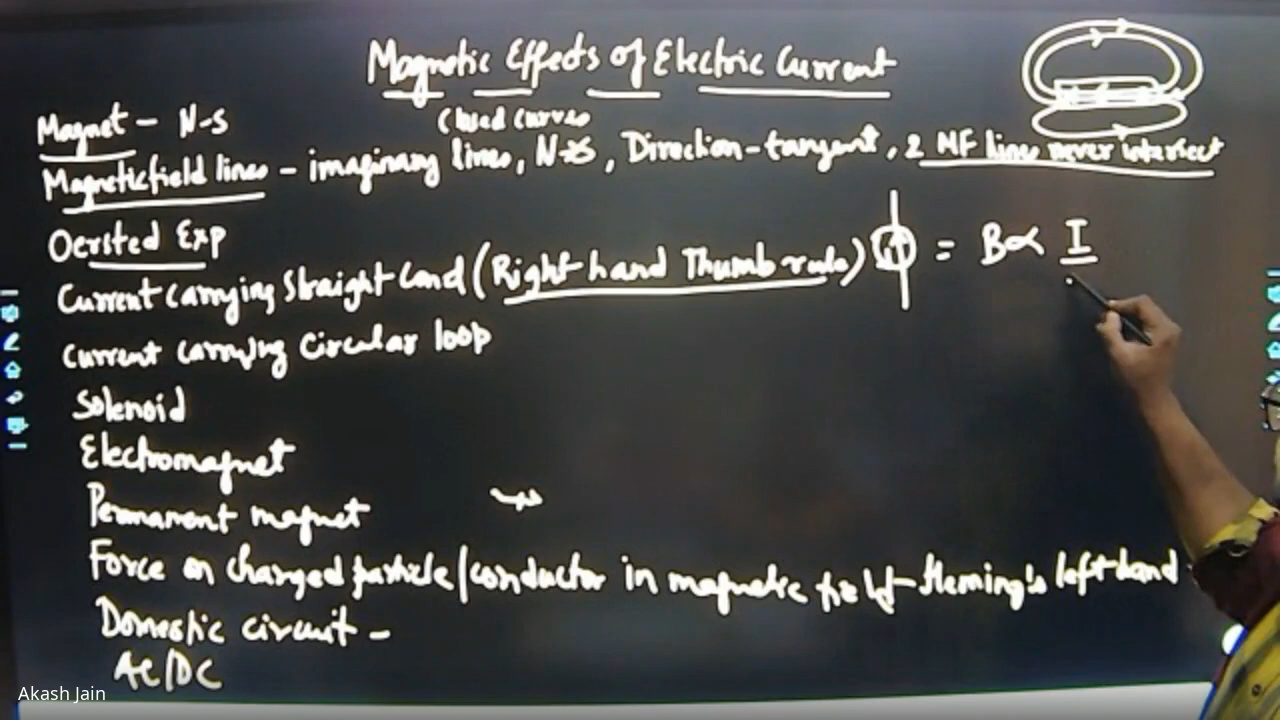 Magnetic Effects of Electric Current
Magnet - N-S
closed curves
Magnetic field lines - imaginary lines, N→S, Direction-tangent, 2 MF lines never intersect
Oersted Exp
Current carrying straight cond (Right hand Thumb rule) = B∝ I
Current carrying circular loop
Solenoid
Electromagnet
Permanent magnet
Force on charged particle/conductor in magnetic field - Fleming's left hand
Domestic circuit -
AC/DC
Akash Jain